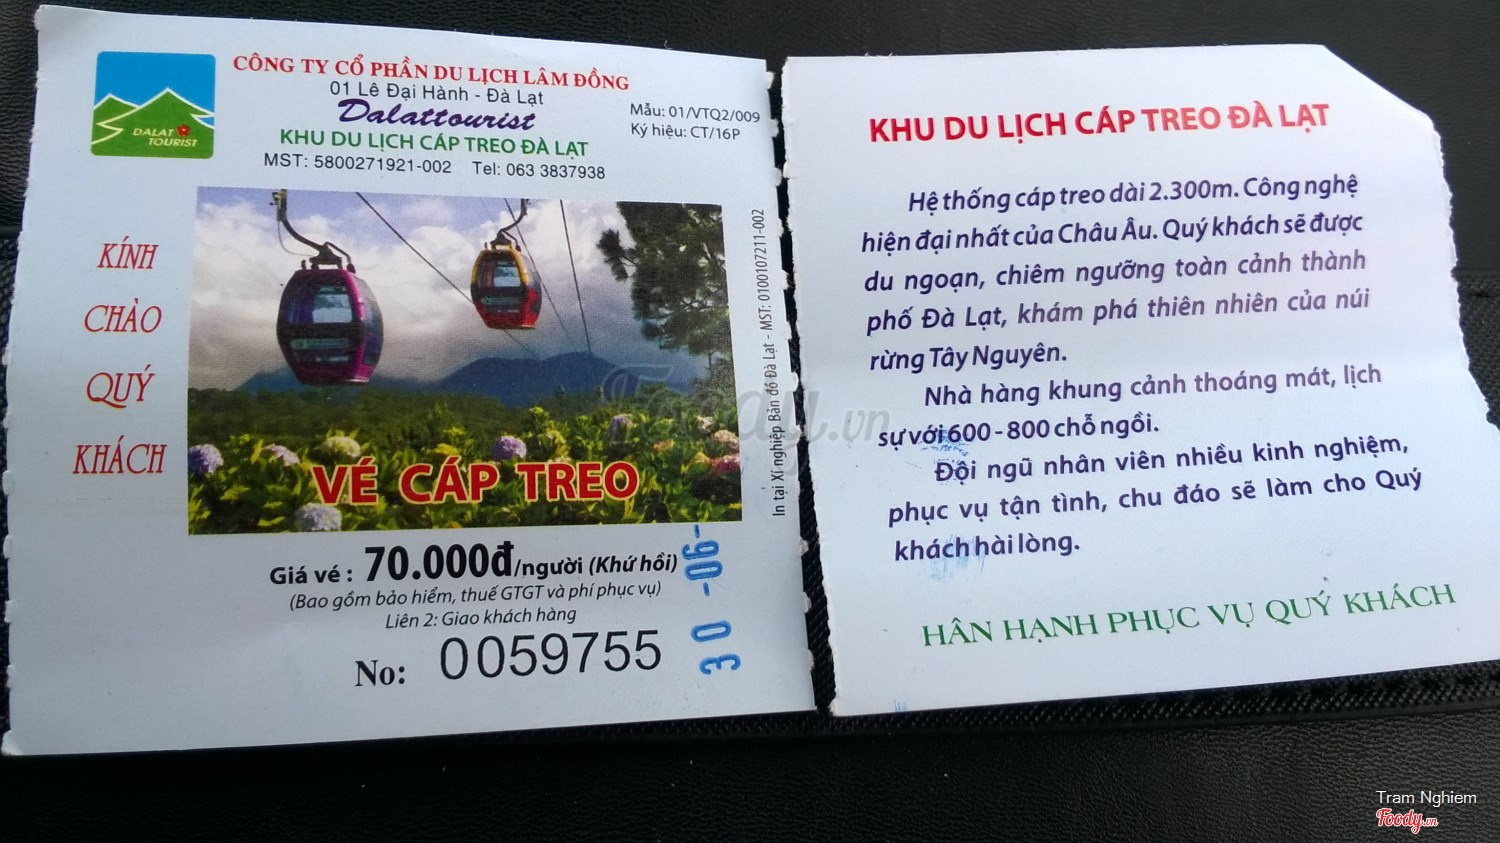 CÔNG TY CỔ PHẦN DU LỊCH LÂM ĐỒNG
01 Lê Đại Hành - Đà Lạt
Dalattourist
KHU DU LỊCH CÁP TREO ĐÀ LẠT
MST: 5800271921-002 Tel: 063 3837938
Mẫu: 01/VTQ2/009
Ký hiệu: CT/16P
DALAT
TOURIST
KÍNH
CHÀO
QUÝ
KHÁCH
VÉ CÁP TREO
In tại Xí nghiệp Bản đồ Đà Lạt - MST: 0100107211-002
Giá vé : 70.000đ/người (Khứ hồi)
(Bao gồm bảo hiểm, thuế GTGT và phí phục vụ)
Liên 2: Giao khách hàng
No: 0059755
30 -06-
KHU DU LỊCH CÁP TREO ĐÀ LẠT
Hệ thống cáp treo dài 2.300m. Công nghệ
hiện đại nhất của Châu Âu. Quý khách sẽ được
du ngoạn, chiêm ngưỡng toàn cảnh thành
phố Đà Lạt, khám phá thiên nhiên của núi
rừng Tây Nguyên.
Nhà hàng khung cảnh thoáng mát, lịch
sự với 600 - 800 chỗ ngồi.
Đội ngũ nhân viên nhiều kinh nghiệm,
phục vụ tận tình, chu đáo sẽ làm cho Quý
khách hài lòng.
HÂN HẠNH PHỤC VỤ QUÝ KHÁCH
Foody.vn
Tram Nghiem
Foody.vn